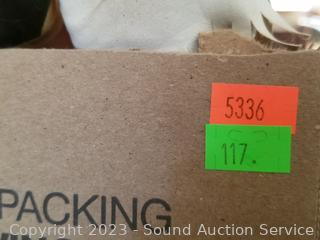 5336
117.
PACKING
Copyright © 2023 - Sound Auction Service